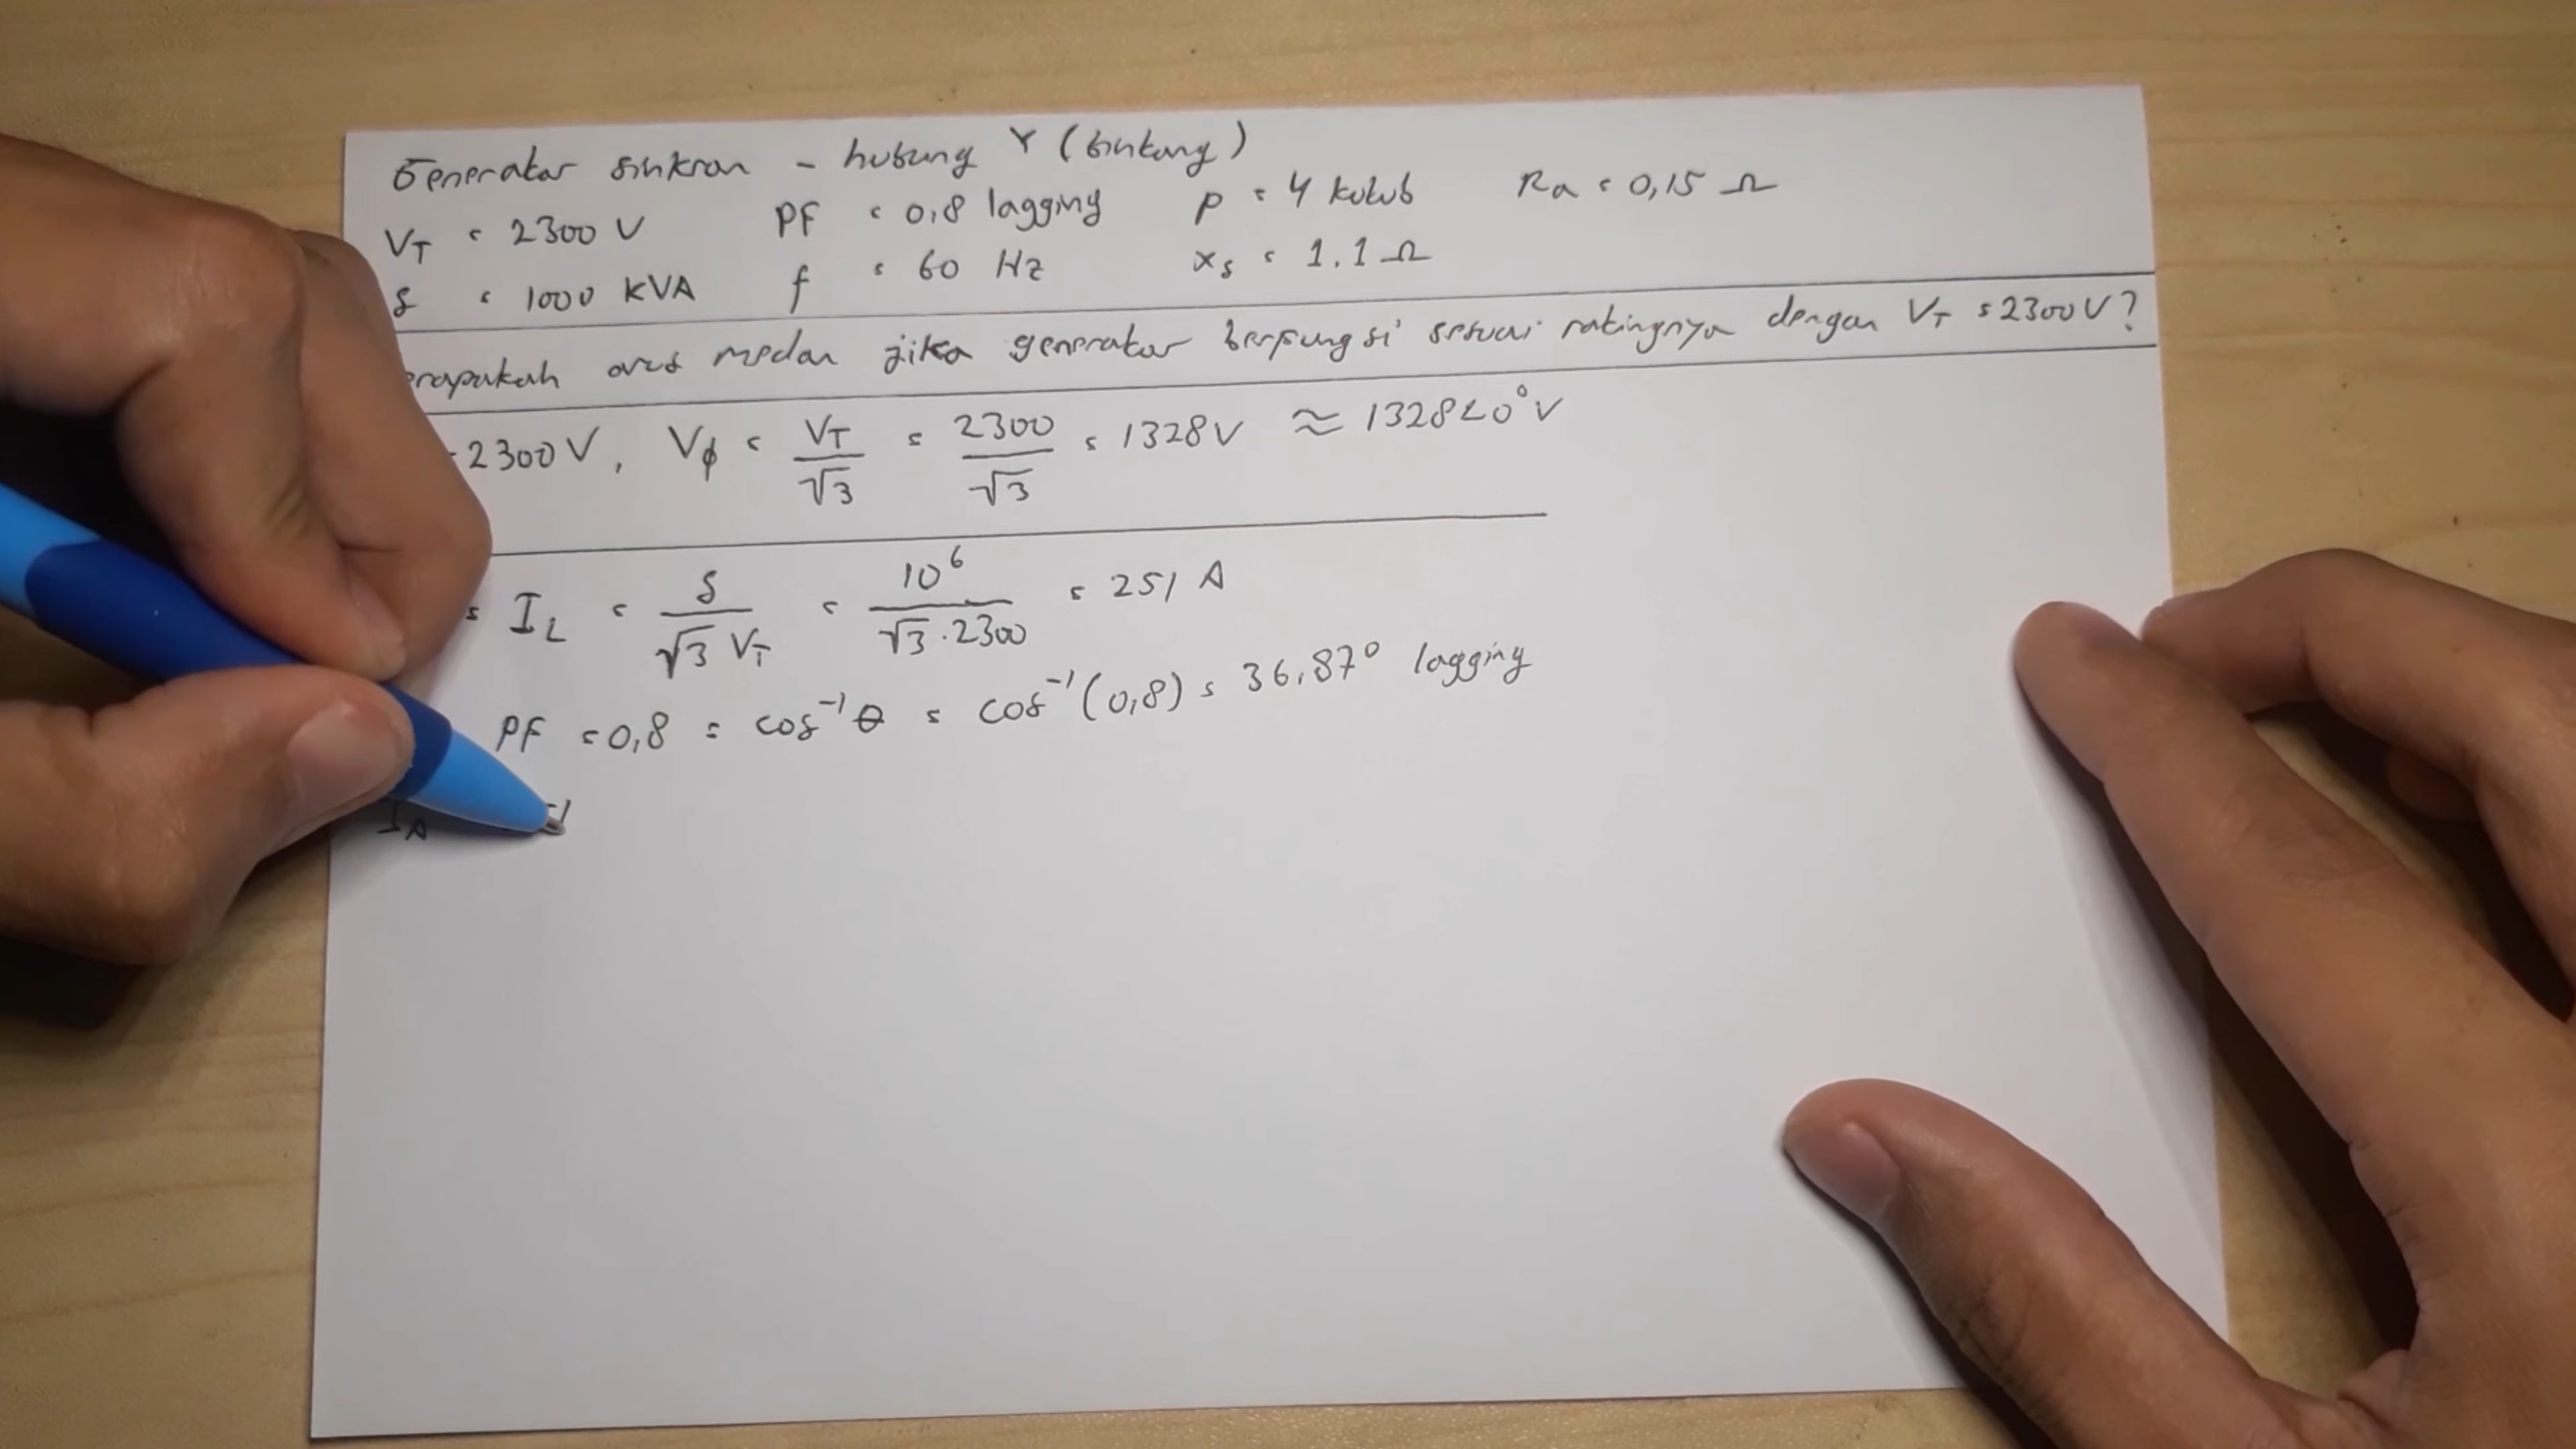 Generator sinkron - hubung Y (bintang)
VT = 2300 V PF = 0,8 lagging P = 4 kutub Ra = 0,15 Ω
S = 1000 KVA f = 60 Hz Xs = 1.1 Ω
erapakah arus medan jika generator berfungsi sesuai ratingnya dengan VT = 2300 V?
2300 V, Vϕ = VT/√3 = 2300/√3 = 1328 V ≈ 1328∠0° V
= IL = S/(√3 VT) = 10⁶/(√3.2300) = 251 A
PF = 0,8 = cos⁻¹ θ = cos⁻¹ (0,8) = 36,87° lagging
IA